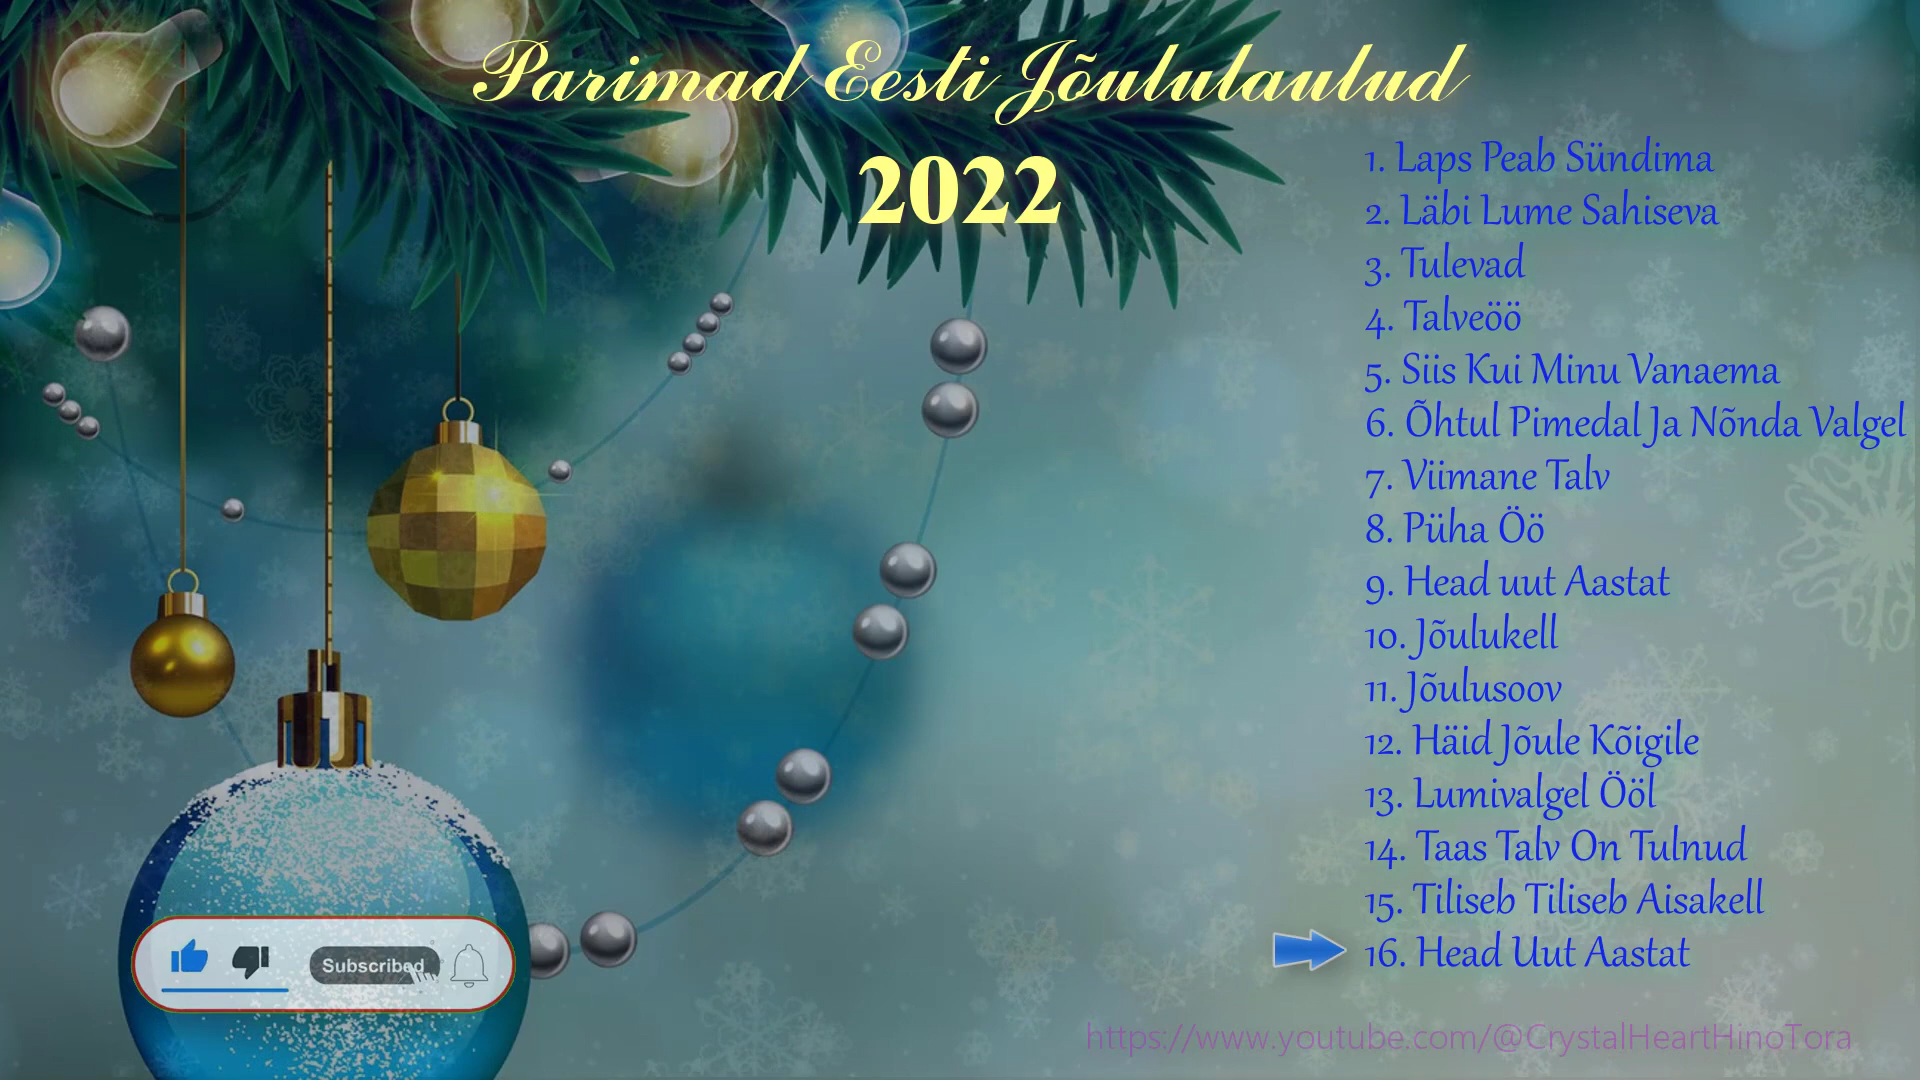 Parimad Eesti Jõululaulud
2022
1. Laps Peab Sündima
2. Läbi Lume Sahiseva
3. Tulevad
4. Talveöö
5. Siis Kui Minu Vanaema
6. Õhtul Pimedal Ja Nõnda Valgel
7. Viimane Talv
8. Püha Öö
9. Head uut Aastat
10. Jõulukell
11. Jõulusoov
12. Häid Jõule Kõigile
13. Lumivalgel Ööl
14. Taas Talv On Tulnud
15. Tiliseb Tiliseb Aisakell
16. Head Uut Aastat
Subscribed
https://www.youtube.com/@CrystalHeartHinoTora